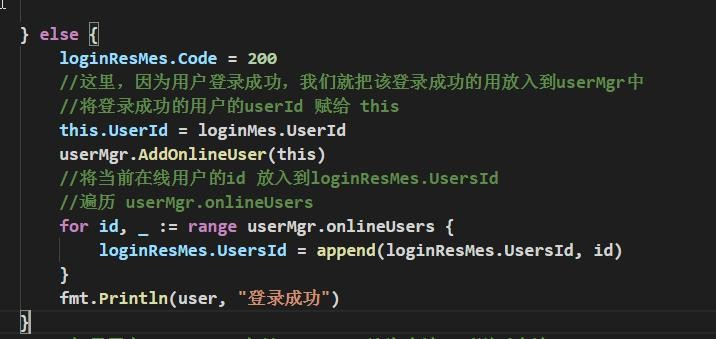 } else {
loginResMes.Code = 200
//这里，因为用户登录成功，我们就把该登录成功的用放入到userMgr中
//将登录成功的用户的userId 赋给 this
this.UserId = loginMes.UserId
userMgr.AddOnlineUser(this)
//将当前在线用户的id 放入到loginResMes.UsersId
//遍历 userMgr.onlineUsers
for id, _ := range userMgr.onlineUsers {
loginResMes.UsersId = append(loginResMes.UsersId, id)
}
fmt.Println(user, "登录成功")
}